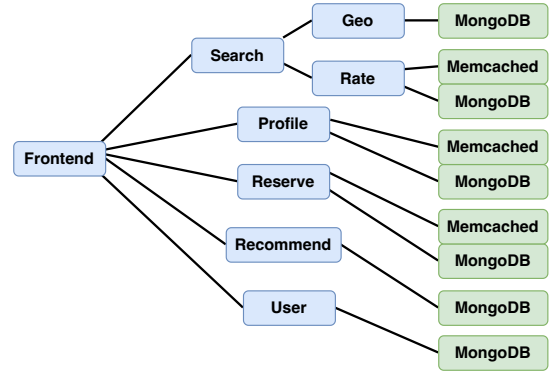 Geo
MongoDB
Search
Rate
Memcached
MongoDB
Profile
Memcached
MongoDB
Frontend
Reserve
Memcached
MongoDB
Recommend
MongoDB
User
MongoDB